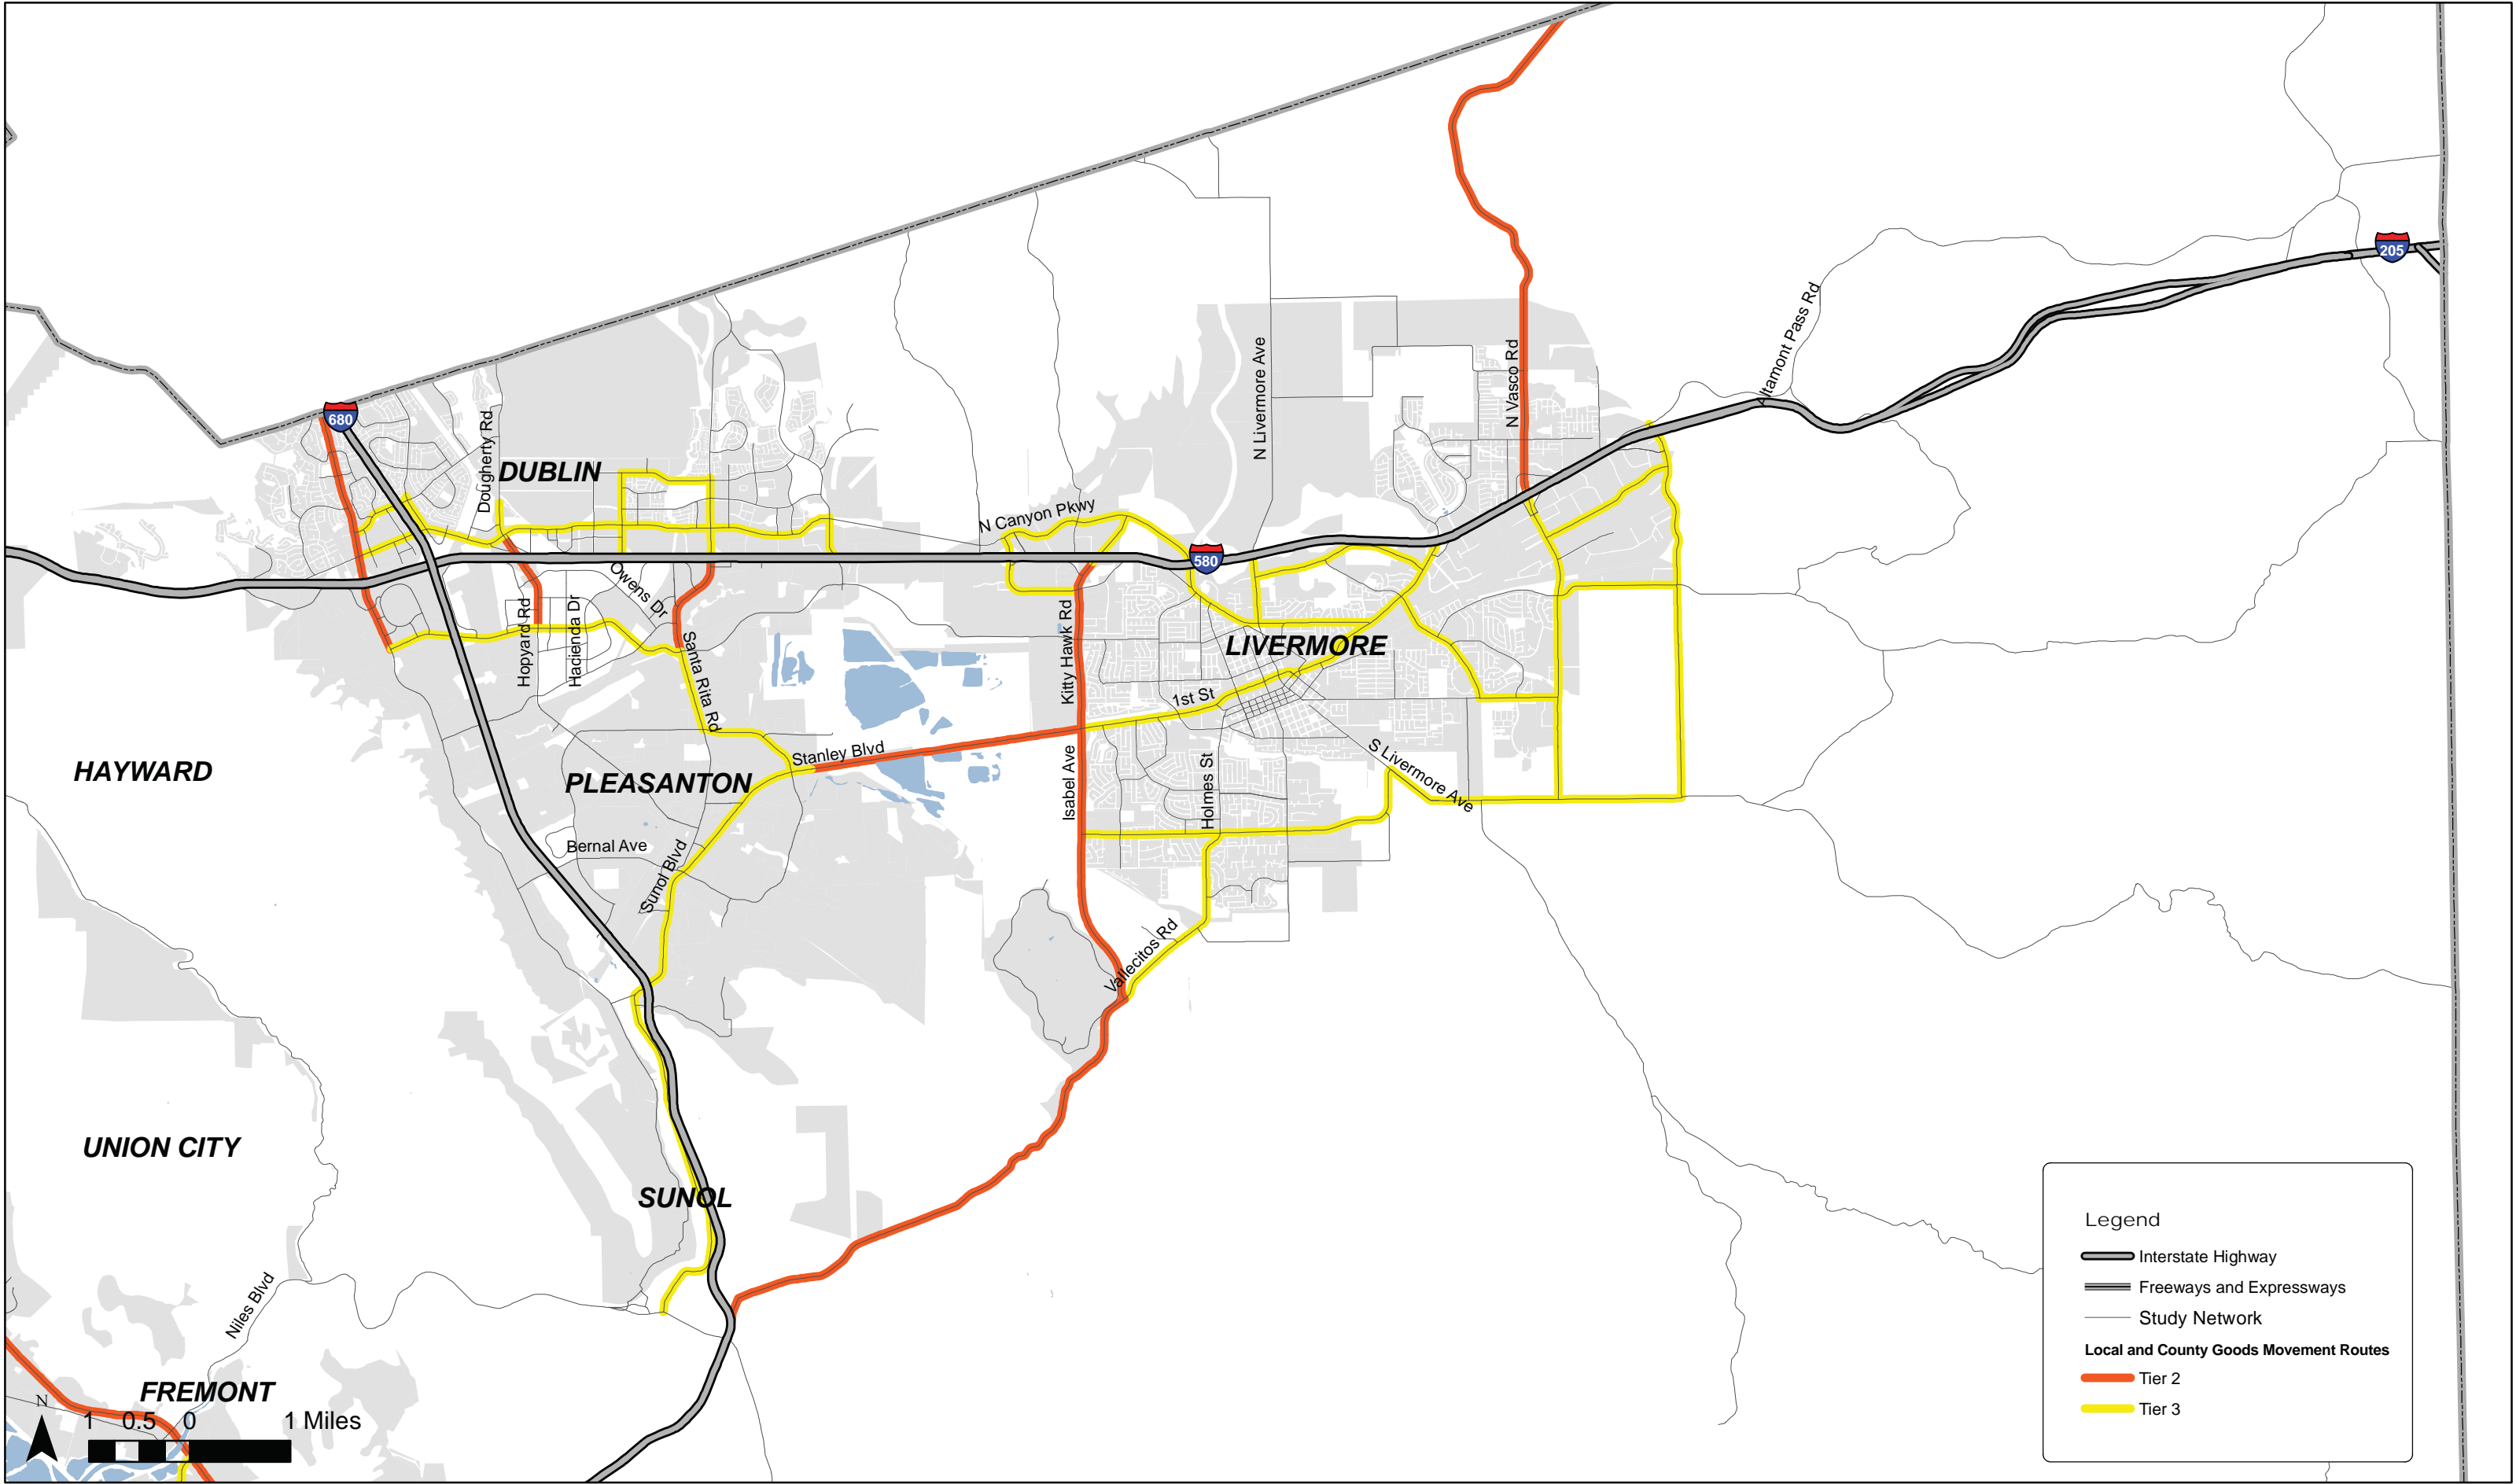 205
N Livermore Ave
N Vasco Rd
Altamont Pass Rd
680
Dougherty Rd
DUBLIN
N Canyon Pkwy
580
Owens Dr
Hopyard Rd
Hacienda Dr
Santa Rita Rd
Kitty Hawk Rd
LIVERMORE
1st St
Stanley Blvd
S Livermore Ave
HAYWARD
PLEASANTON
Isabel Ave
Holmes St
Bernal Ave
Sunol Blvd
Vallecitos Rd
UNION CITY
SUNOL
Niles Blvd
FREMONT
N
1 0.5 0 1 Miles
Legend
Interstate Highway
Freeways and Expressways
Study Network
Local and County Goods Movement Routes
Tier 2
Tier 3